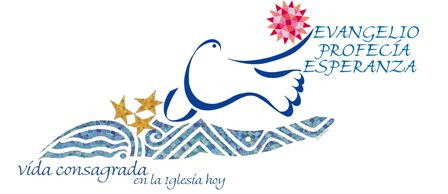 EVANGELIO
PROFECÍA
ESPERANZA
vida consagrada
en la Iglesia hoy